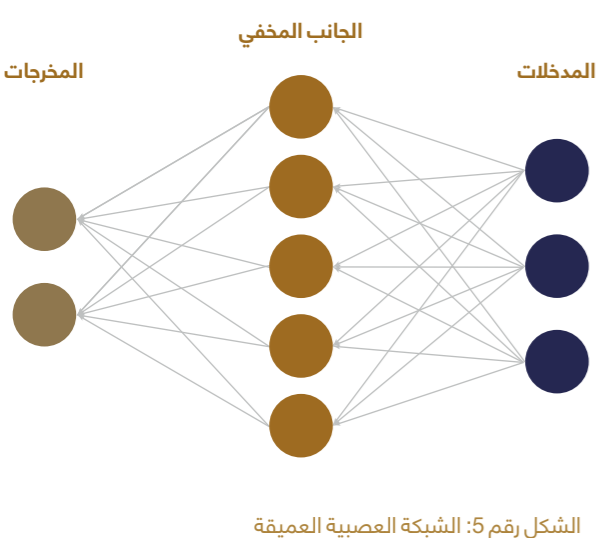 الجانب المخفي
المدخلات
المخرجات
الشكل رقم 5: الشبكة العصبية العميقة